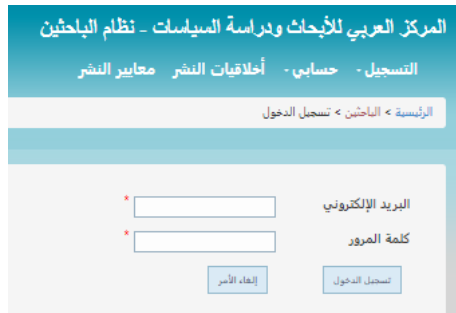 المركز العربي للأبحاث ودراسة السياسات - نظام الباحثين
التسجيل - حسابي - أخلاقيات النشر معايير النشر
الرئيسية > الباحثين > تسجيل الدخول
البريد الإلكتروني *
كلمة المرور *
تسجيل الدخول إلغاء الأمر